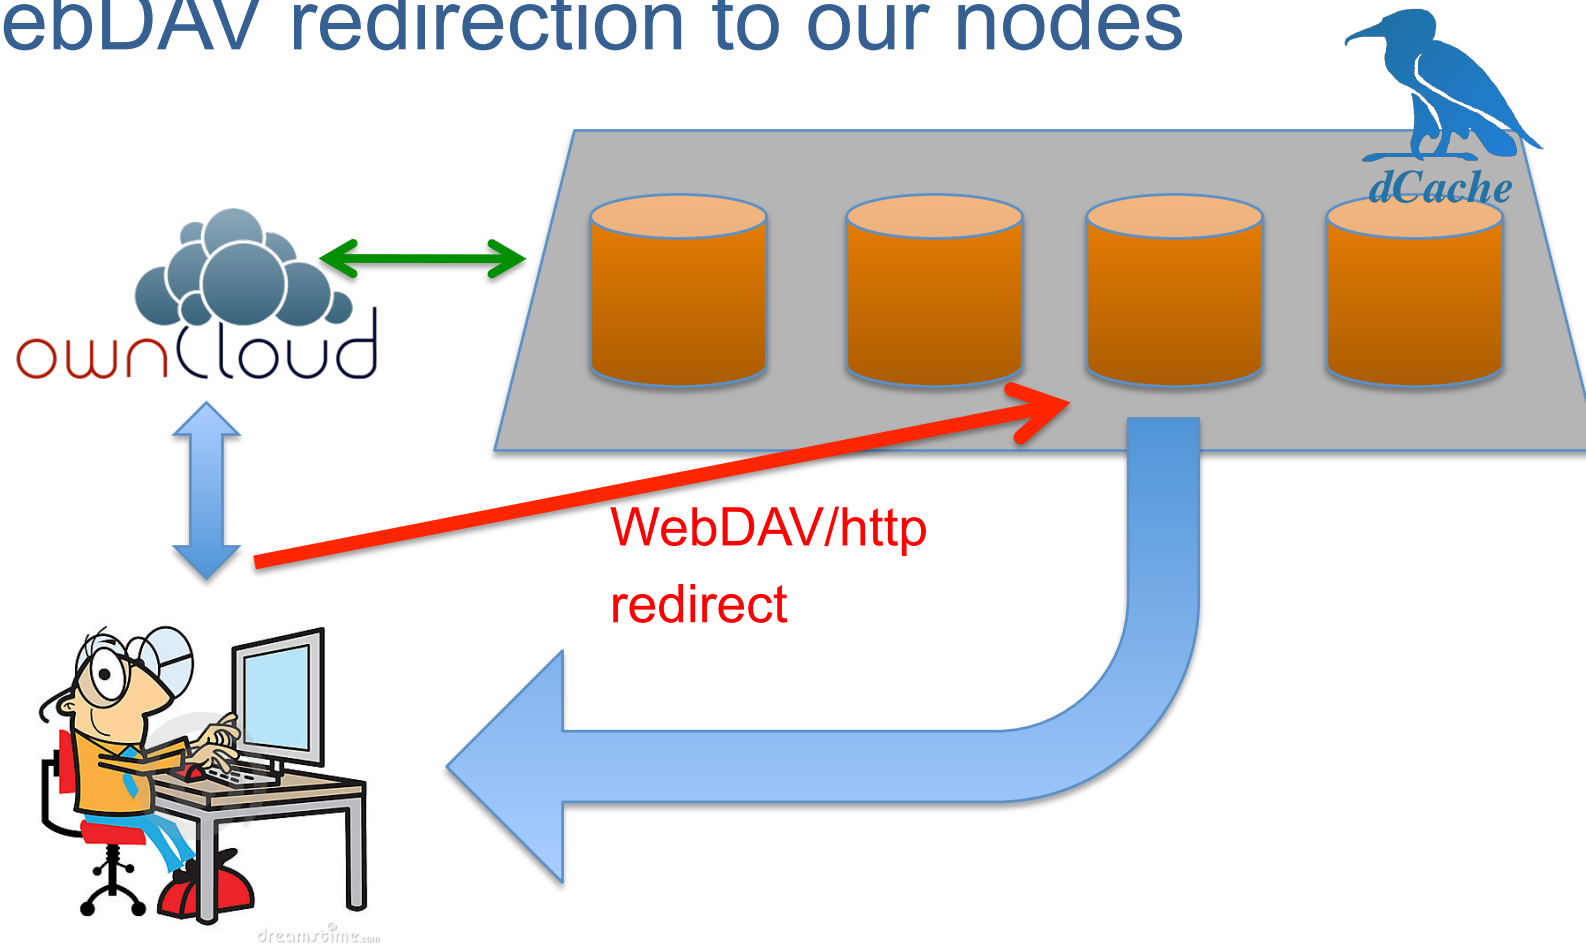 ebDAV redirection to our nodes
dCache
ownCloud
WebDAV/http
redirect
dreamstime.com